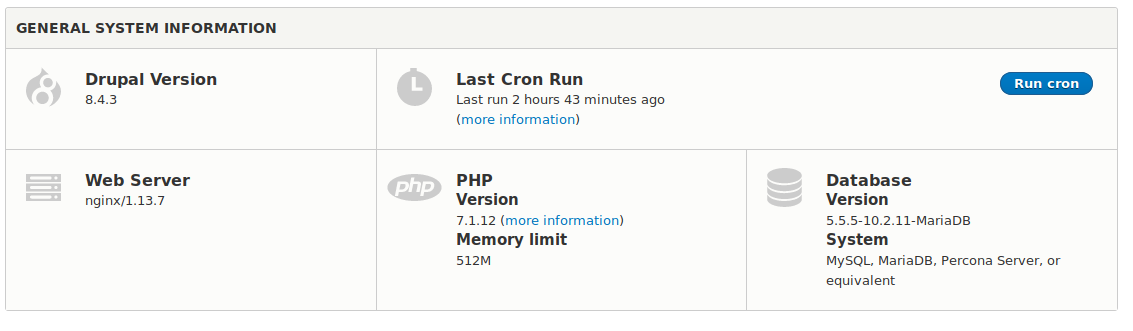 GENERAL SYSTEM INFORMATION
Drupal Version
8.4.3
Last Cron Run
Last run 2 hours 43 minutes ago
(more information)
Run cron
Web Server
nginx/1.13.7
php
PHP
Version
7.1.12 (more information)
Memory limit
512M
Database
Version
5.5.5-10.2.11-MariaDB
System
MySQL, MariaDB, Percona Server, or
equivalent